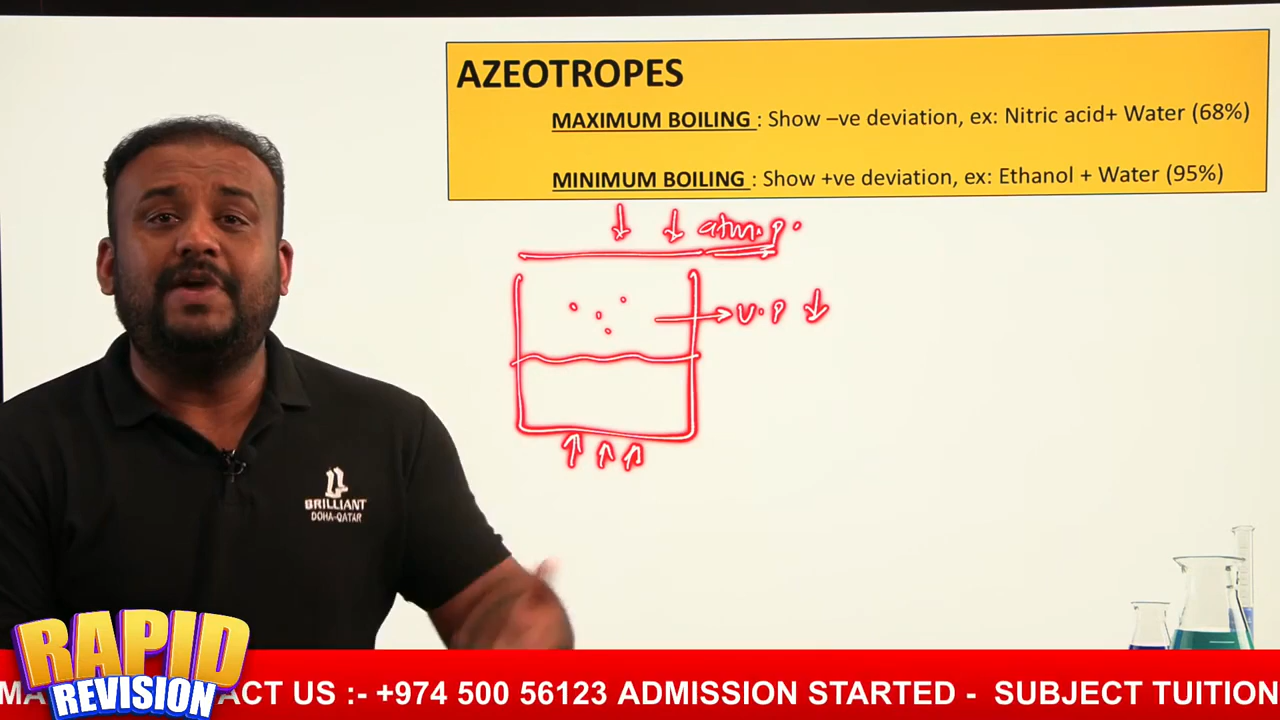 AZEOTROPES
MAXIMUM BOILING : Show –ve deviation, ex: Nitric acid+ Water (68%)
MINIMUM BOILING : Show +ve deviation, ex: Ethanol + Water (95%)
atm. p.
v.p ↓
BRILLIANT
DOHA-QATAR
RAPID
REVISION
MA ACT US :- +974 500 56123 ADMISSION STARTED - SUBJECT TUITION